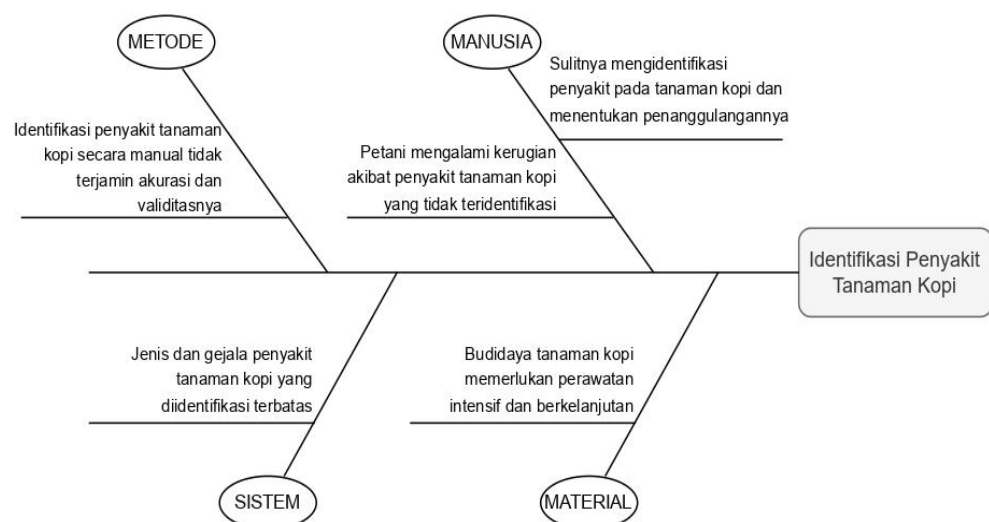 METODE
MANUSIA
Sulitnya mengidentifikasi
penyakit pada tanaman kopi dan
menentukan penanggulangannya
Identifikasi penyakit tanaman
kopi secara manual tidak
terjamin akurasi dan
validitasnya
Petani mengalami kerugian
akibat penyakit tanaman kopi
yang tidak teridentifikasi
Identifikasi Penyakit
Tanaman Kopi
Jenis dan gejala penyakit
tanaman kopi yang
diidentifikasi terbatas
Budidaya tanaman kopi
memerlukan perawatan
intensif dan berkelanjutan
SISTEM
MATERIAL